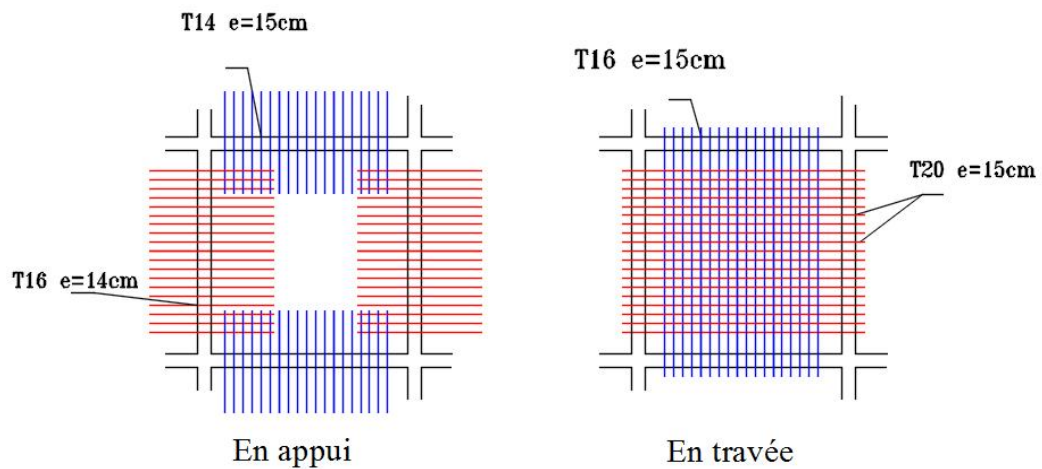 T14 e=15cm
T16 e=15cm
T20 e=15cm
T16 e=14cm
En appui
En travée